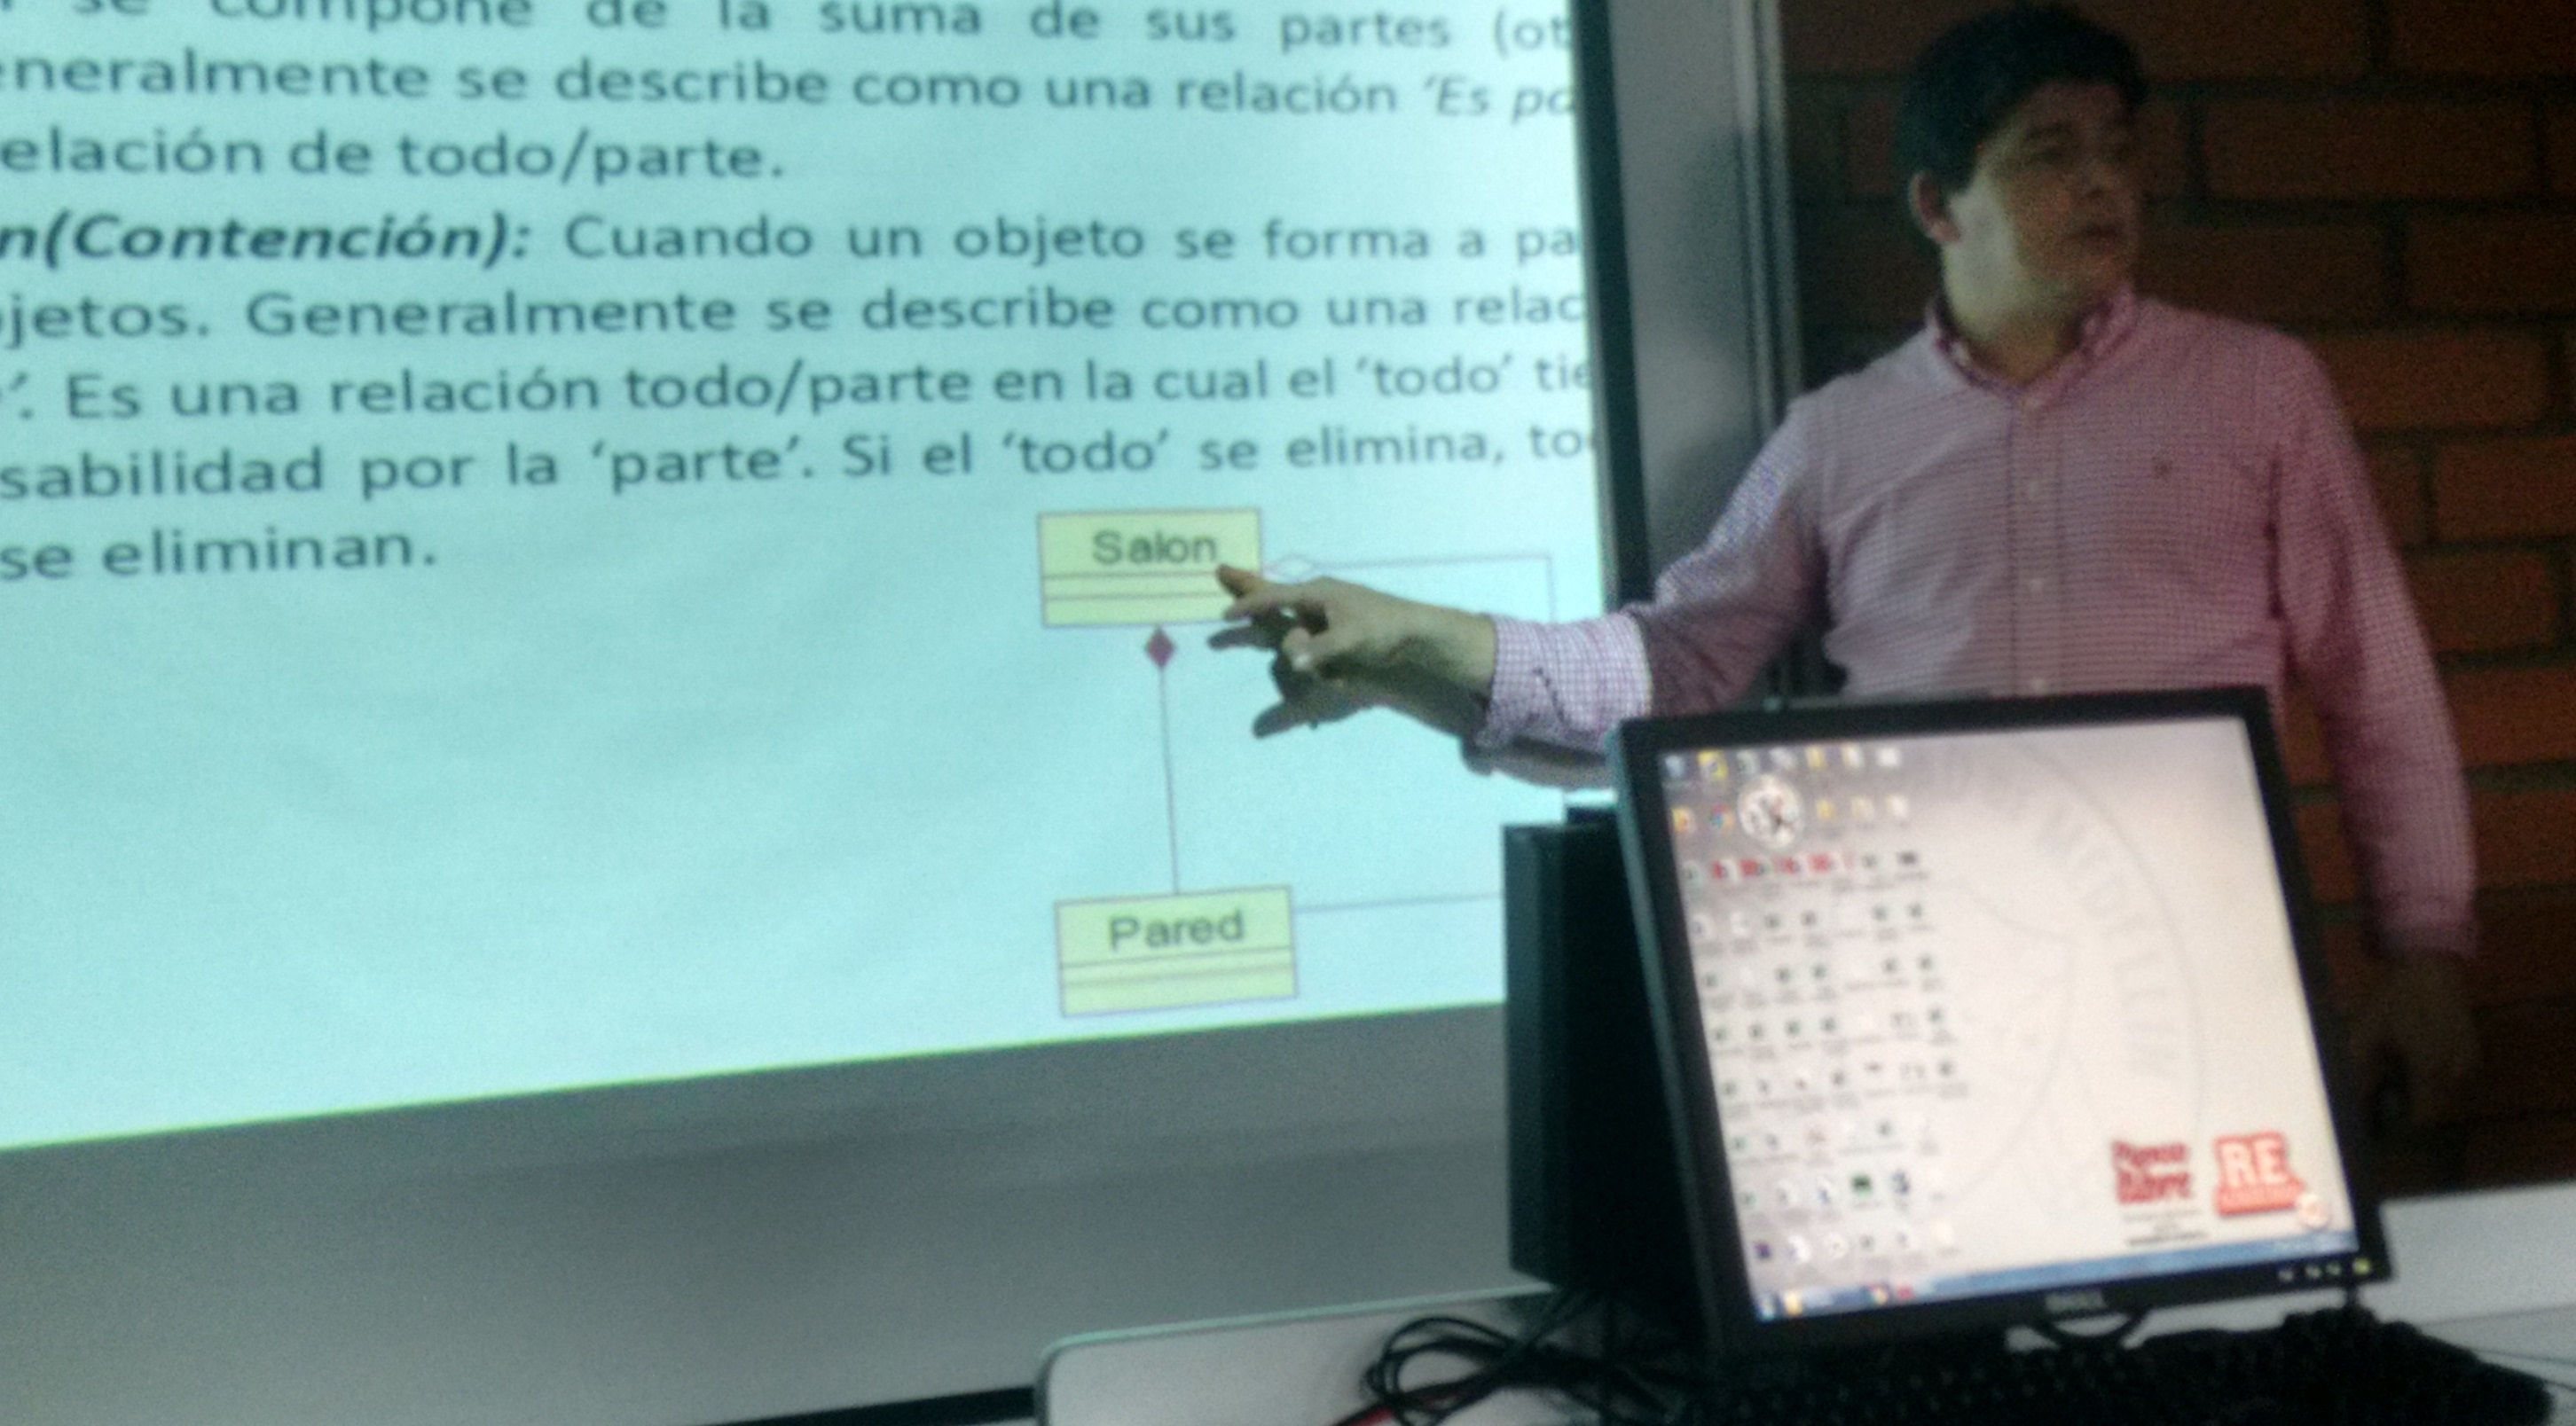 se compone de la suma de sus partes (ot
neralmente se describe como una relación 'Es pa
elación de todo/parte.
n(Contención): Cuando un objeto se forma a pa
jetos. Generalmente se describe como una relac
'. Es una relación todo/parte en la cual el 'todo' tie
sabilidad por la 'parte'. Si el 'todo' se elimina, to
se eliminan.
Salon
Pared
RE
DELL